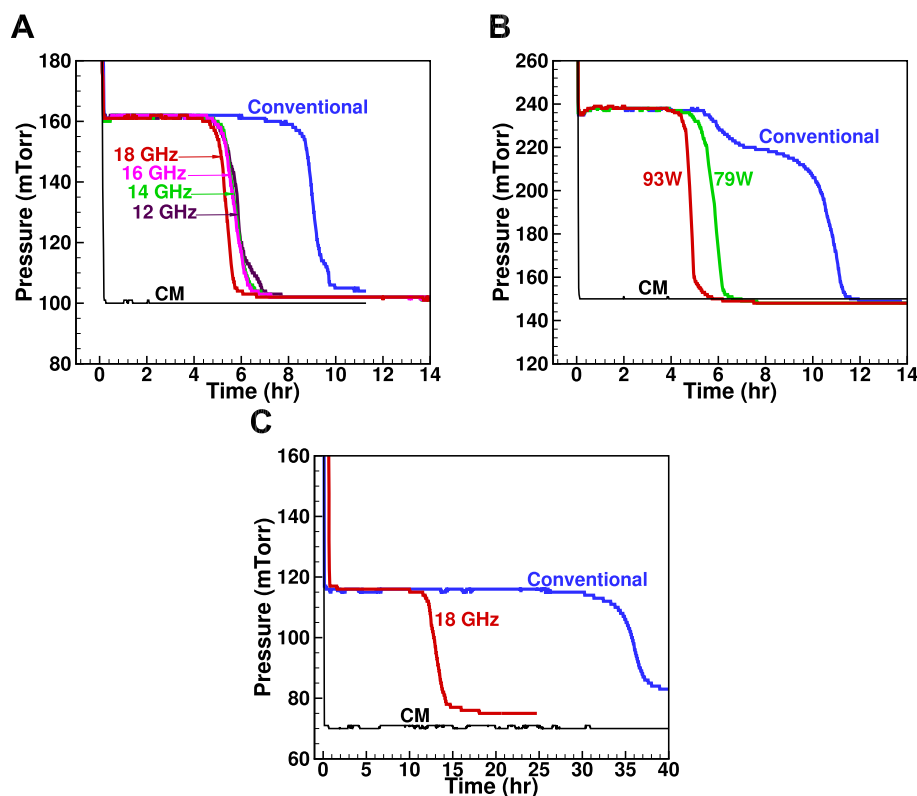 A
Pressure (mTorr)
180
160
140
120
100
80
Conventional
18 GHz
16 GHz
14 GHz
12 GHz
CM
0 2 4 6 8 10 12 14
Time (hr)
B
Pressure (mTorr)
260
240
220
200
180
160
140
120
Conventional
93W 79W
CM
0 2 4 6 8 10 12 14
Time (hr)
C
Pressure (mTorr)
160
140
120
100
80
60
Conventional
18 GHz
CM
0 5 10 15 20 25 30 35 40
Time (hr)